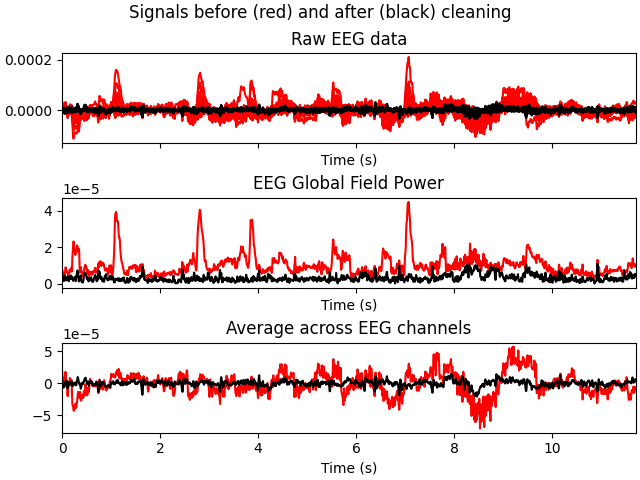 Signals before (red) and after (black) cleaning
Raw EEG data
0.0002
0.0000
Time (s)
EEG Global Field Power
1e−5
4
2
0
Time (s)
Average across EEG channels
1e−5
5
0
−5
0 2 4 6 8 10
Time (s)